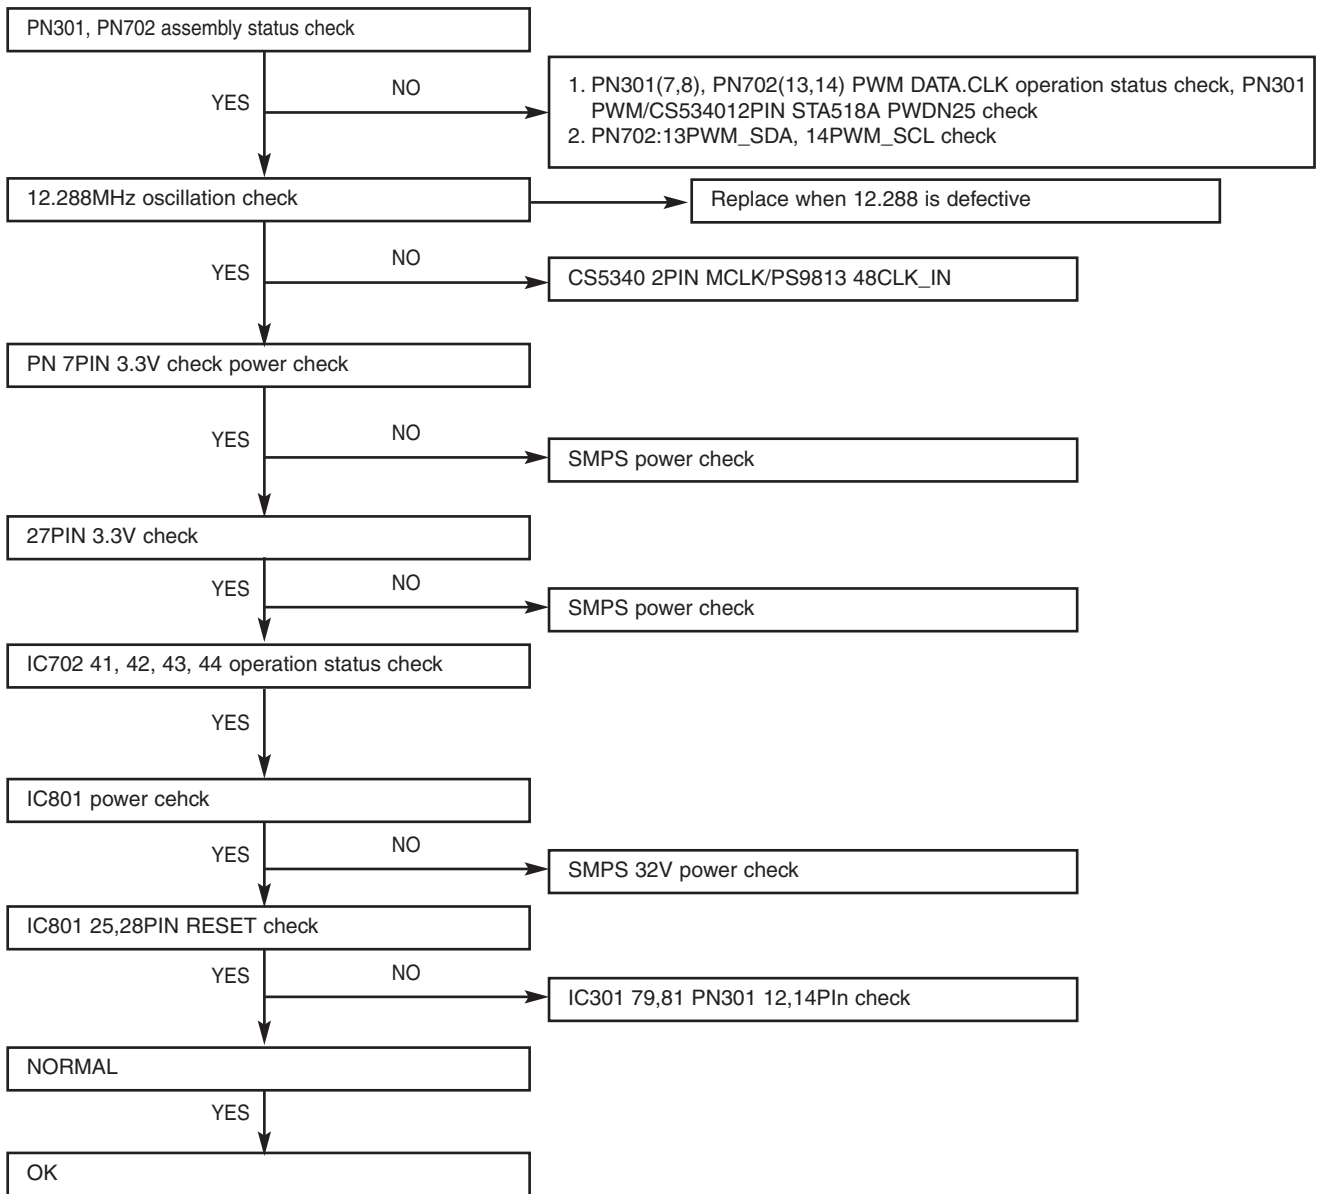 PN301, PN702 assembly status check
YES
NO
1. PN301(7,8), PN702(13,14) PWM DATA.CLK operation status check, PN301
PWM/CS534012PIN STA518A PWDN25 check
2. PN702:13PWM_SDA, 14PWM_SCL check
12.288MHz oscillation check
Replace when 12.288 is defective
YES
NO
CS5340 2PIN MCLK/PS9813 48CLK_IN
PN 7PIN 3.3V check power check
YES
NO
SMPS power check
27PIN 3.3V check
YES
NO
SMPS power check
IC702 41, 42, 43, 44 operation status check
YES
IC801 power cehck
YES
NO
SMPS 32V power check
IC801 25,28PIN RESET check
YES
NO
IC301 79,81 PN301 12,14PIn check
NORMAL
YES
OK